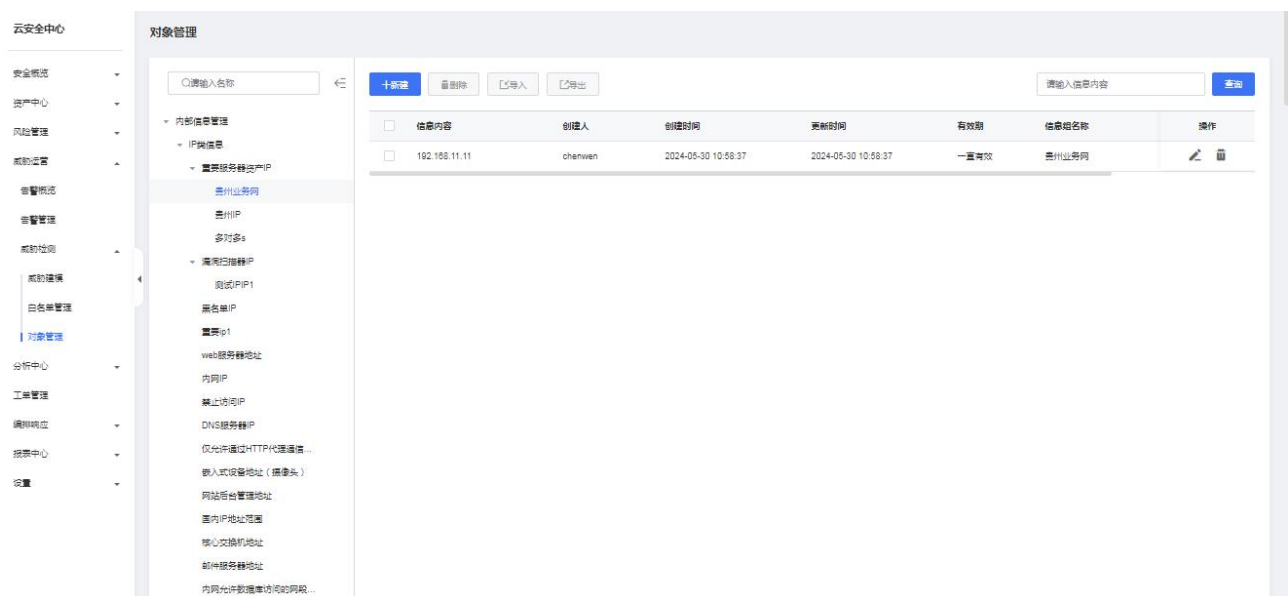 云安全中心
安全概览
资产中心
风险管理
威胁运营
告警概览
告警管理
威胁检测
威胁建模
白名单管理
对象管理
分析中心
工单管理
编排响应
报表中心
设置
对象管理
请输入名称
内部信息管理
IP类信息
重要服务器资产IP
贵州业务网
贵州IP
多对多s
漏洞扫描器IP
测试IPIP1
黑名单IP
重要ip1
web服务器地址
内网IP
禁止访问IP
DNS服务器IP
仅允许通过HTTP代理通信...
嵌入式设备地址（摄像头）
网站后台管理地址
国内IP地址范围
核心交换机地址
邮件服务器地址
内网允许数据库访问的网段...
新建 删除 导入 导出 请输入信息内容 查询
信息内容 创建人 创建时间 更新时间 有效期 信息组名称 操作
192.168.11.11 chenwen 2024-05-30 10:58:37 2024-05-30 10:58:37 一直有效 贵州业务网